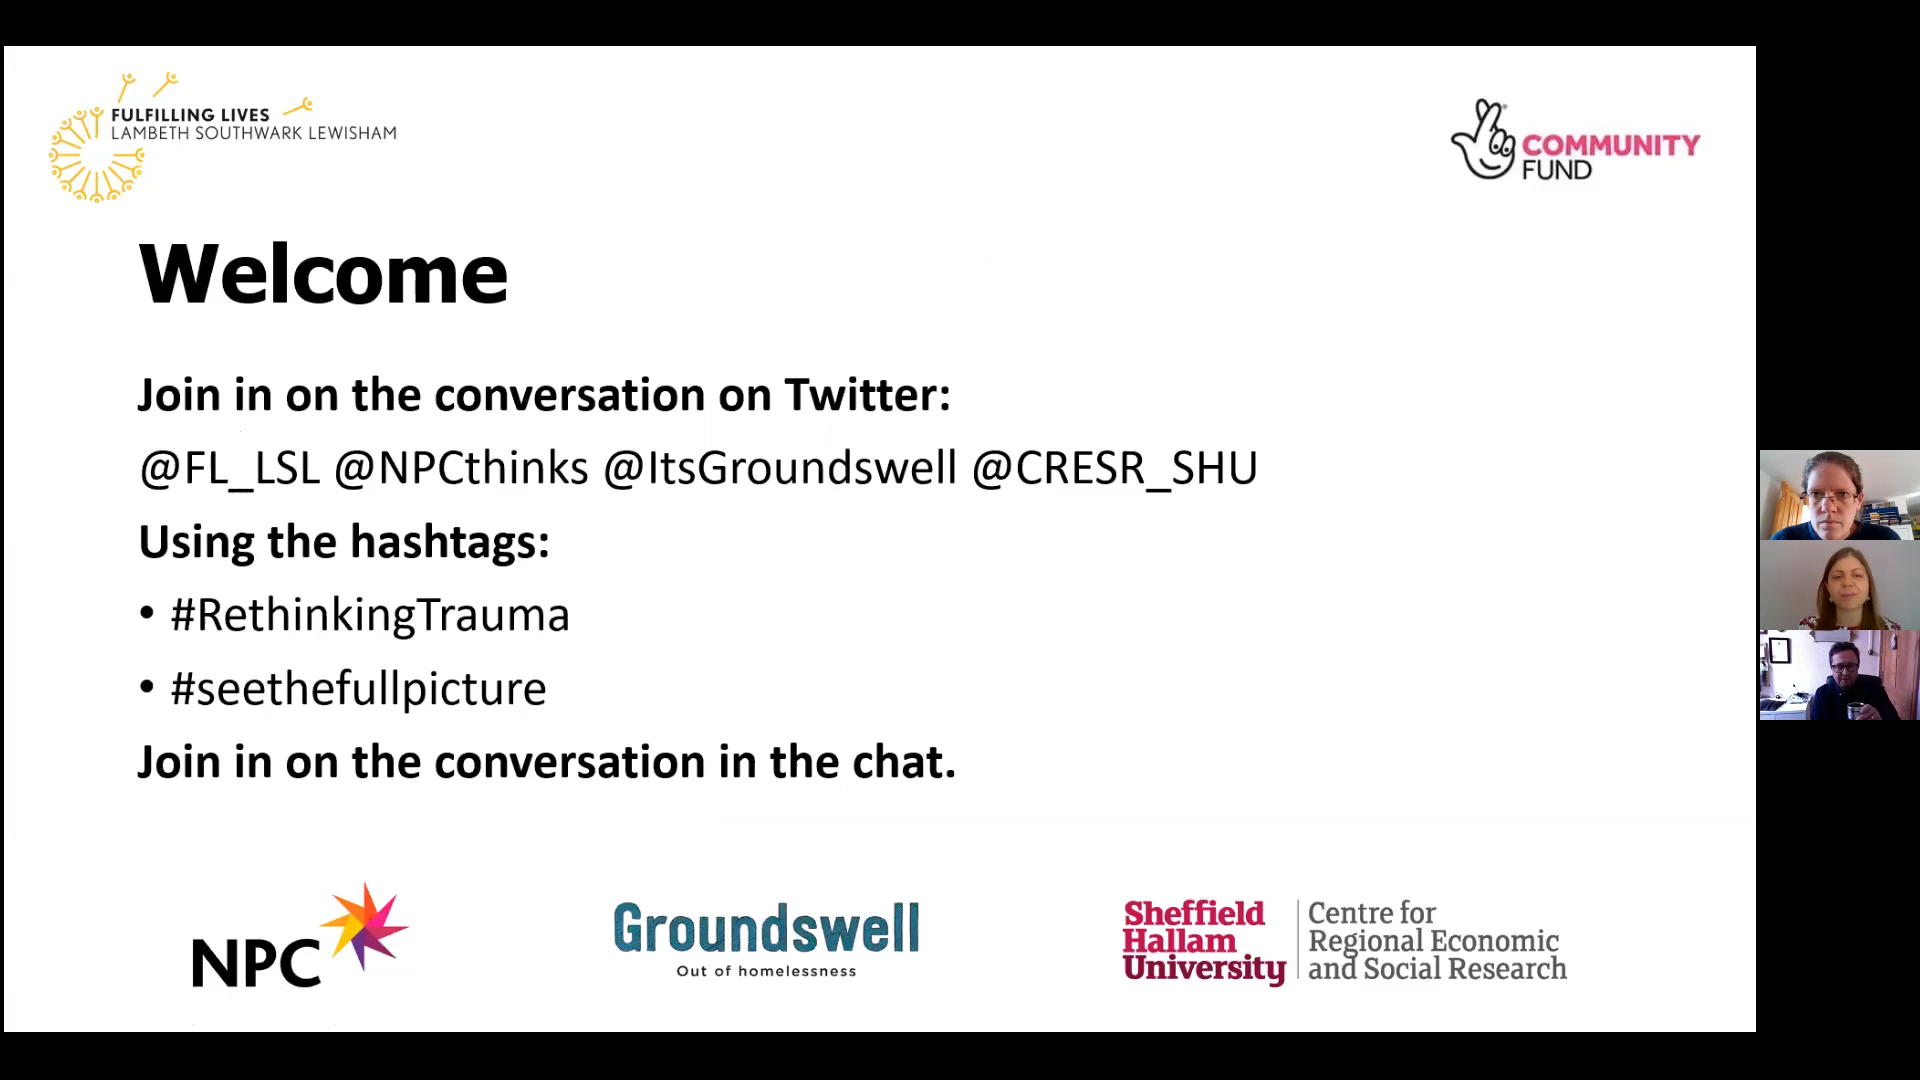 FULFILLING LIVES
LAMBETH SOUTHWARK LEWISHAM
COMMUNITY
FUND
Welcome
Join in on the conversation on Twitter:
@FL_LSL @NPCthinks @ItsGroundswell @CRESR_SHU
Using the hashtags:
• #RethinkingTrauma
• #seethefullpicture
Join in on the conversation in the chat.
NPC
Groundswell
Out of homelessness
Sheffield
Hallam
University
Centre for
Regional Economic
and Social Research